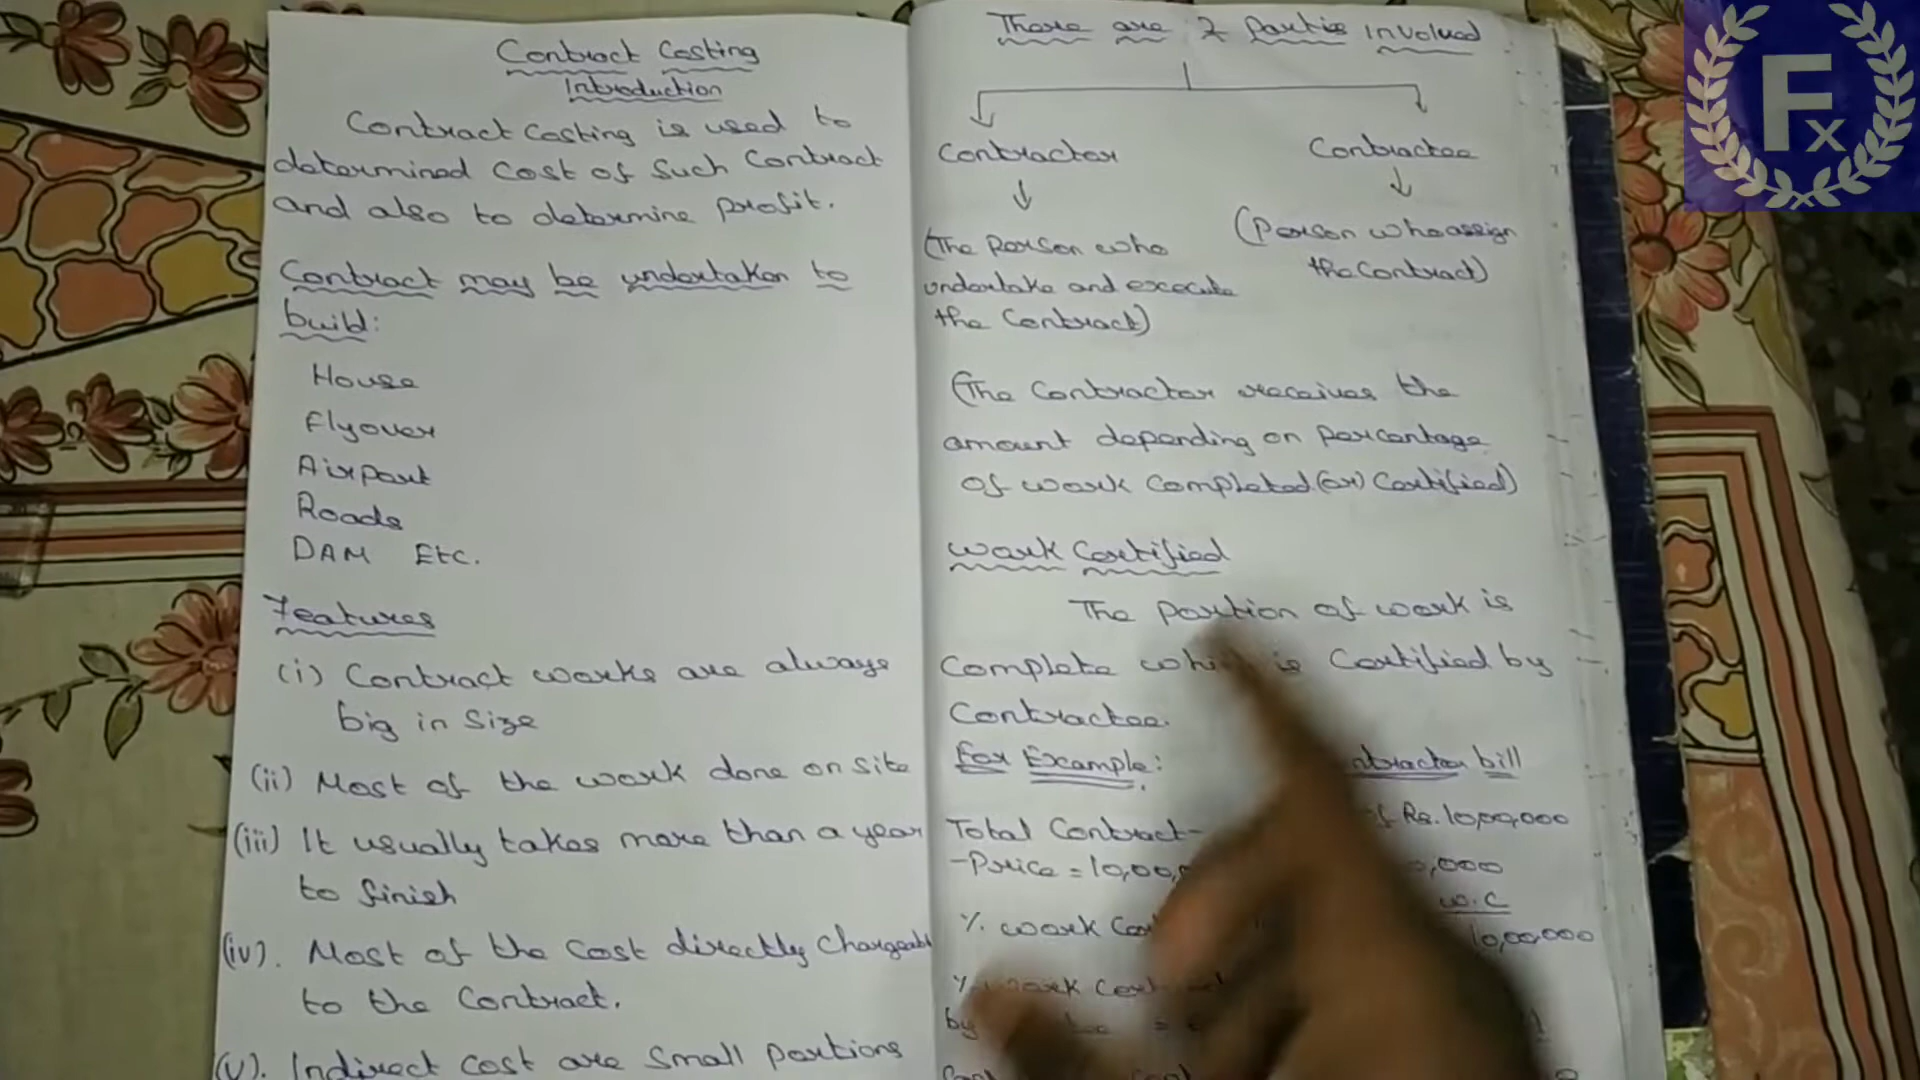 Contract Costing
Introduction
Contract Costing is used to
determined Cost of Such Contract
and also to determine profit.
Contract may be undertaken to
build:
House
Flyover
Airport
Roads
DAM Etc.
Features
(i) Contract works are always
big in Size
(ii) Most of the work done on site
(iii) It usually takes more than a year
to finish
(iv). Most of the Cost directly Chargeabl
to the Contract.
(v). Indirect Cost are Small portions
There are 2 Parties involved
Contractor
Contractee
(The person who
undertake and execute
the Contract)
(Person who assign
the Contract)
(The Contractor receives the
amount depending on percentage
of work Completed (or) Certified)
Work Certified
The portion of work is
Complete is Certified by
Contractee.
For Example: bill
Total Contract- Rs. 10,00,000
-Price =
% work W.C
10,00,000
% work
by =
Fx